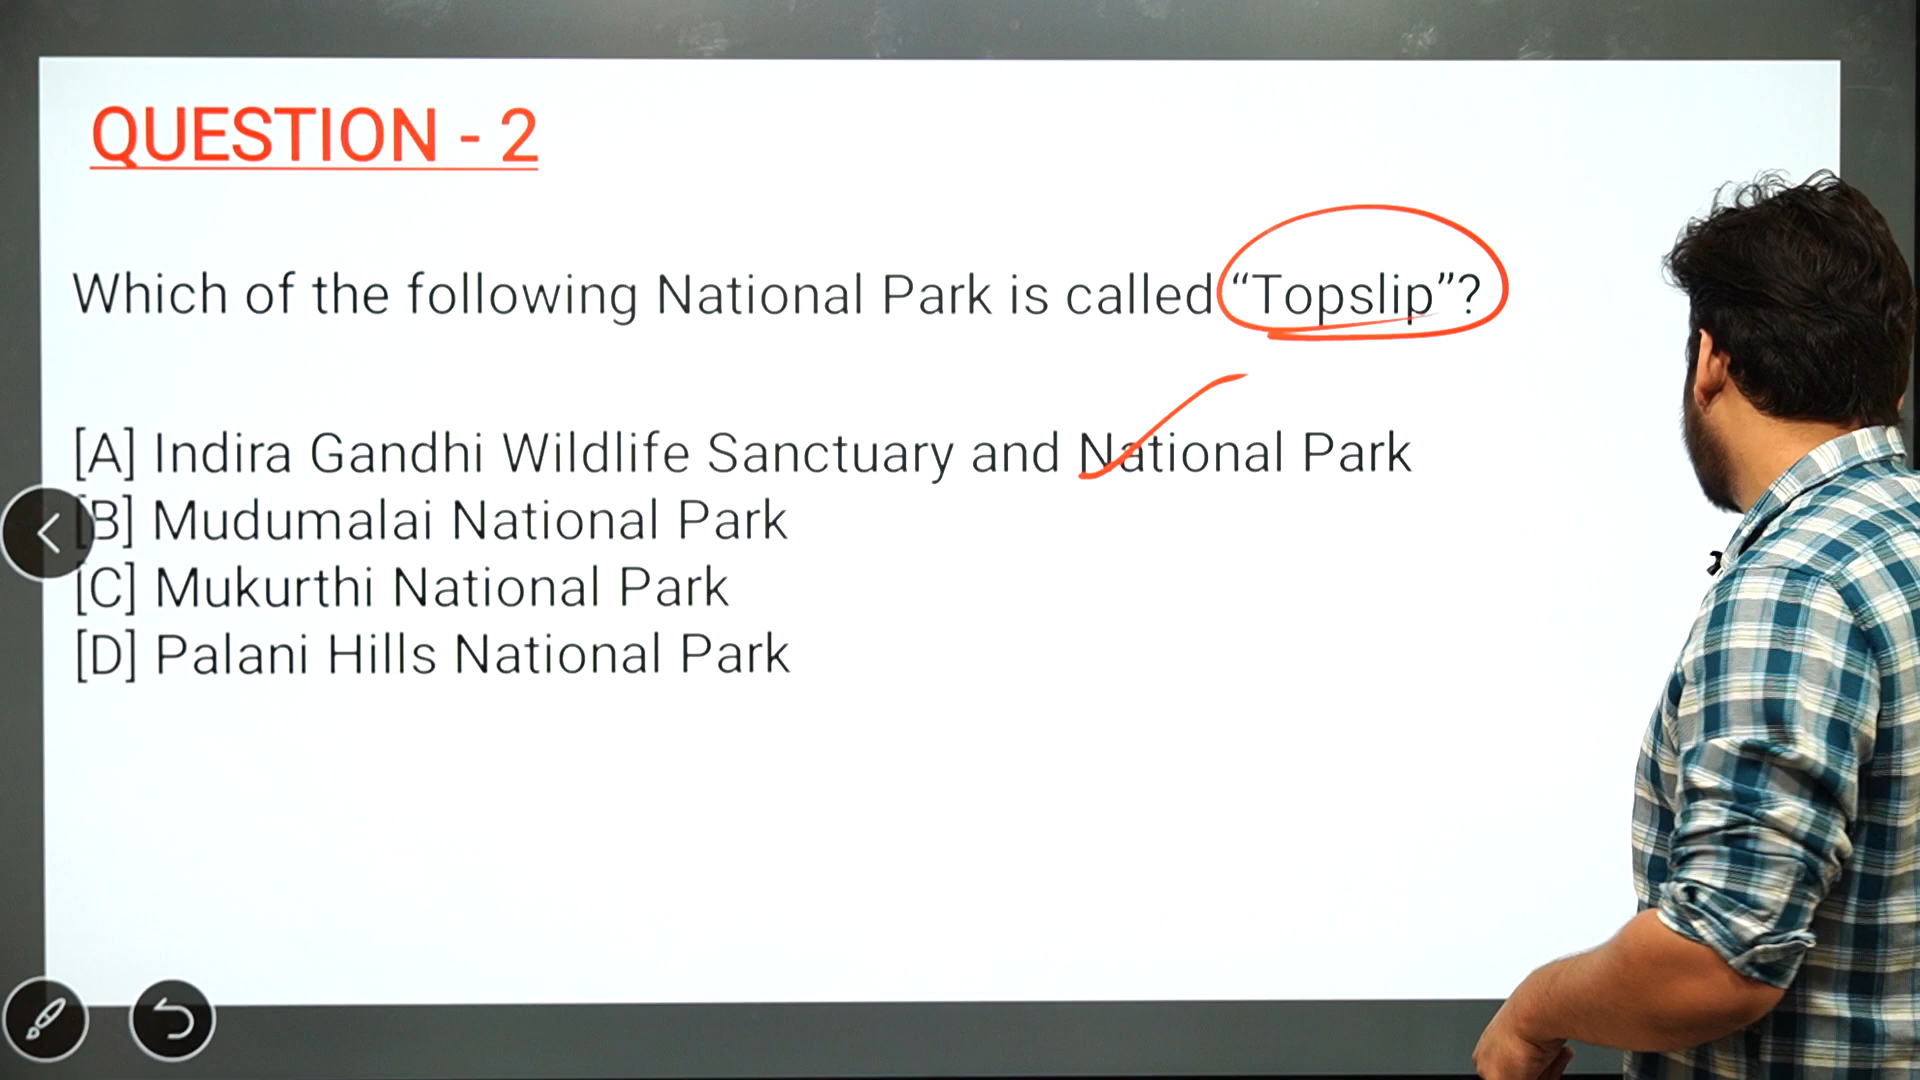 QUESTION - 2
Which of the following National Park is called “Topslip”?
[A] Indira Gandhi Wildlife Sanctuary and National Park
[B] Mudumalai National Park
[C] Mukurthi National Park
[D] Palani Hills National Park